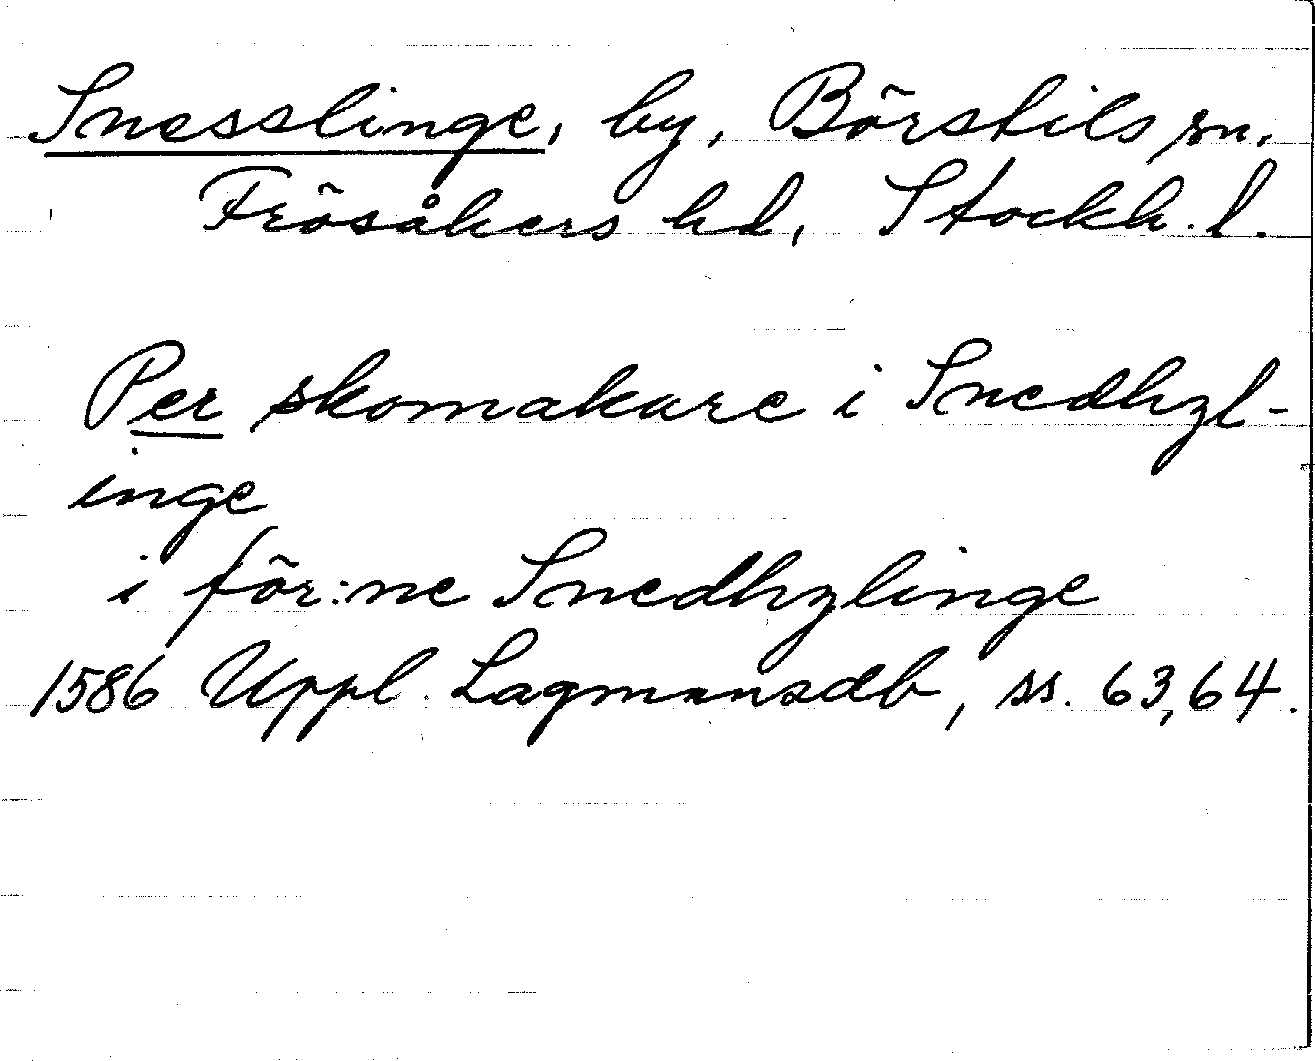 Snesslinge, by, Börstils sn.
Frösåkers hd, Stockh. l.
Per skomakare i Snedhzl-
inge
i för:ne Snedhzlinge
1586 Uppl. Lagmansdb, ss. 63,64.